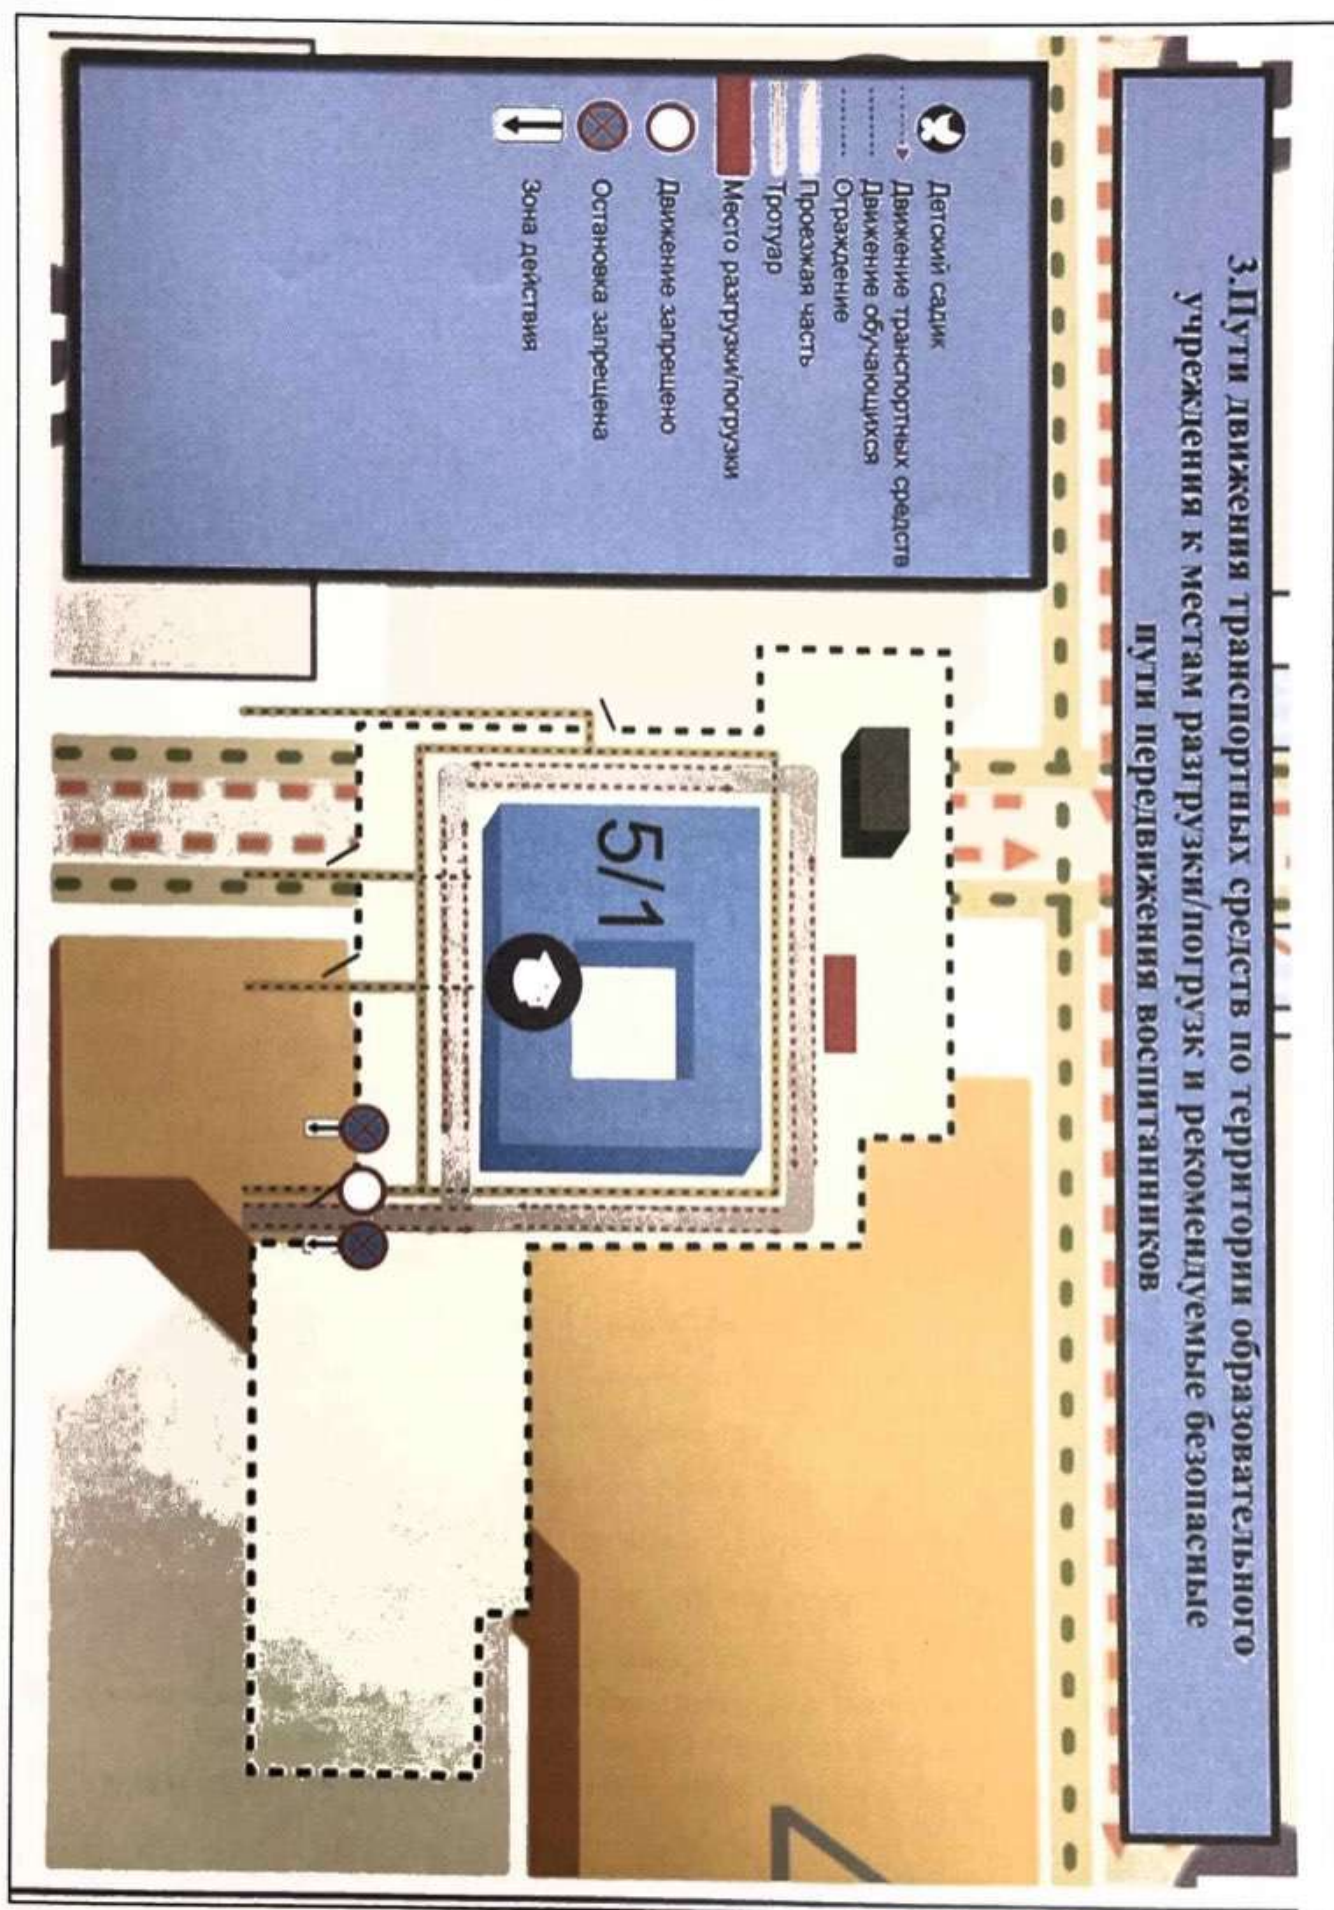 3.Пути движения транспортных средств по территории образовательного
учреждения к местам разгрузки/погрузк и рекомендуемые безопасные
пути передвижения воспитанников
Детский садик
Движение транспортных средств
Движение обучающихся
Ограждение
Проезжая часть
Тротуар
Место разгрузки/погрузки
Движение запрещено
Остановка запрещена
Зона действия
5/1